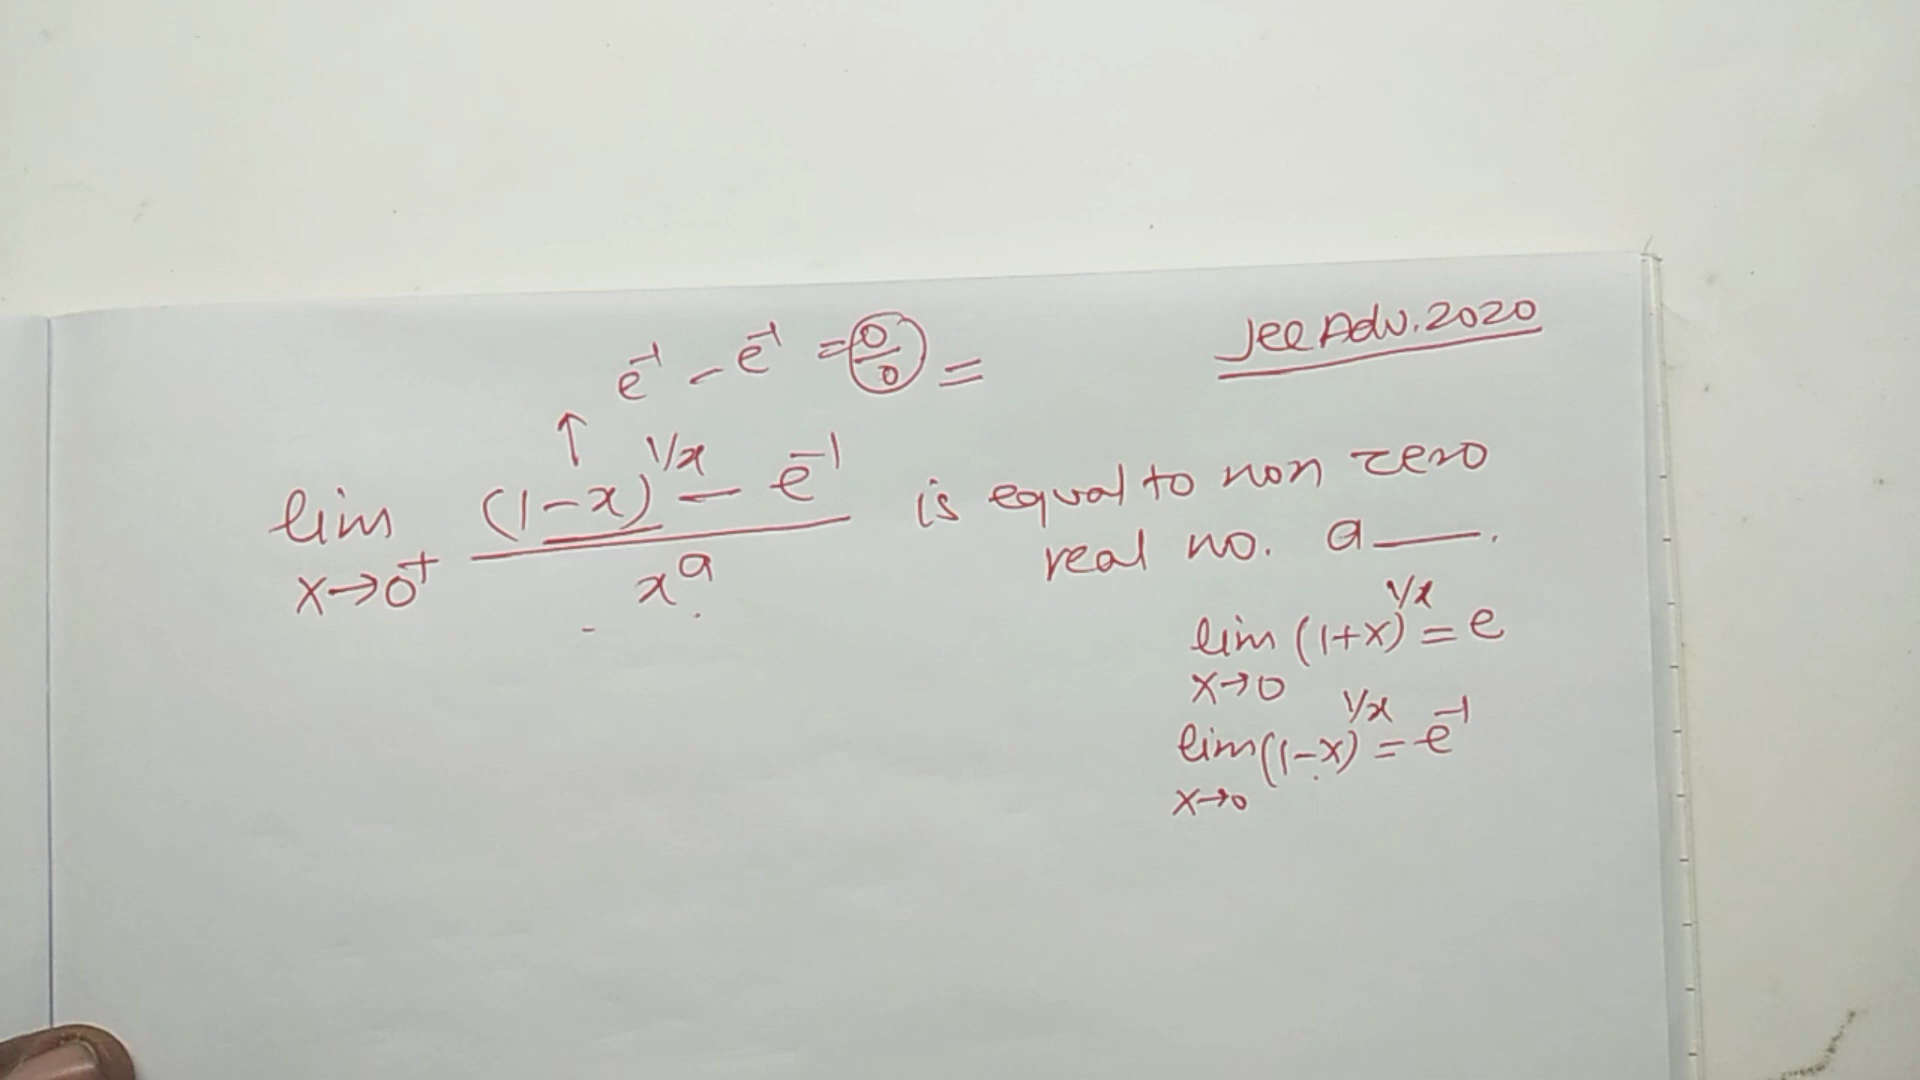 Jee Adv. 2020
e^-1 - e^-1 = 0/0 =
↑
lim x→0+ ((1-x)^1/x - e^-1)/x^a is equal to non zero
real no. a ___.
lim x→0 (1+x)^1/x = e
lim x→0 (1-x)^1/x = e^-1